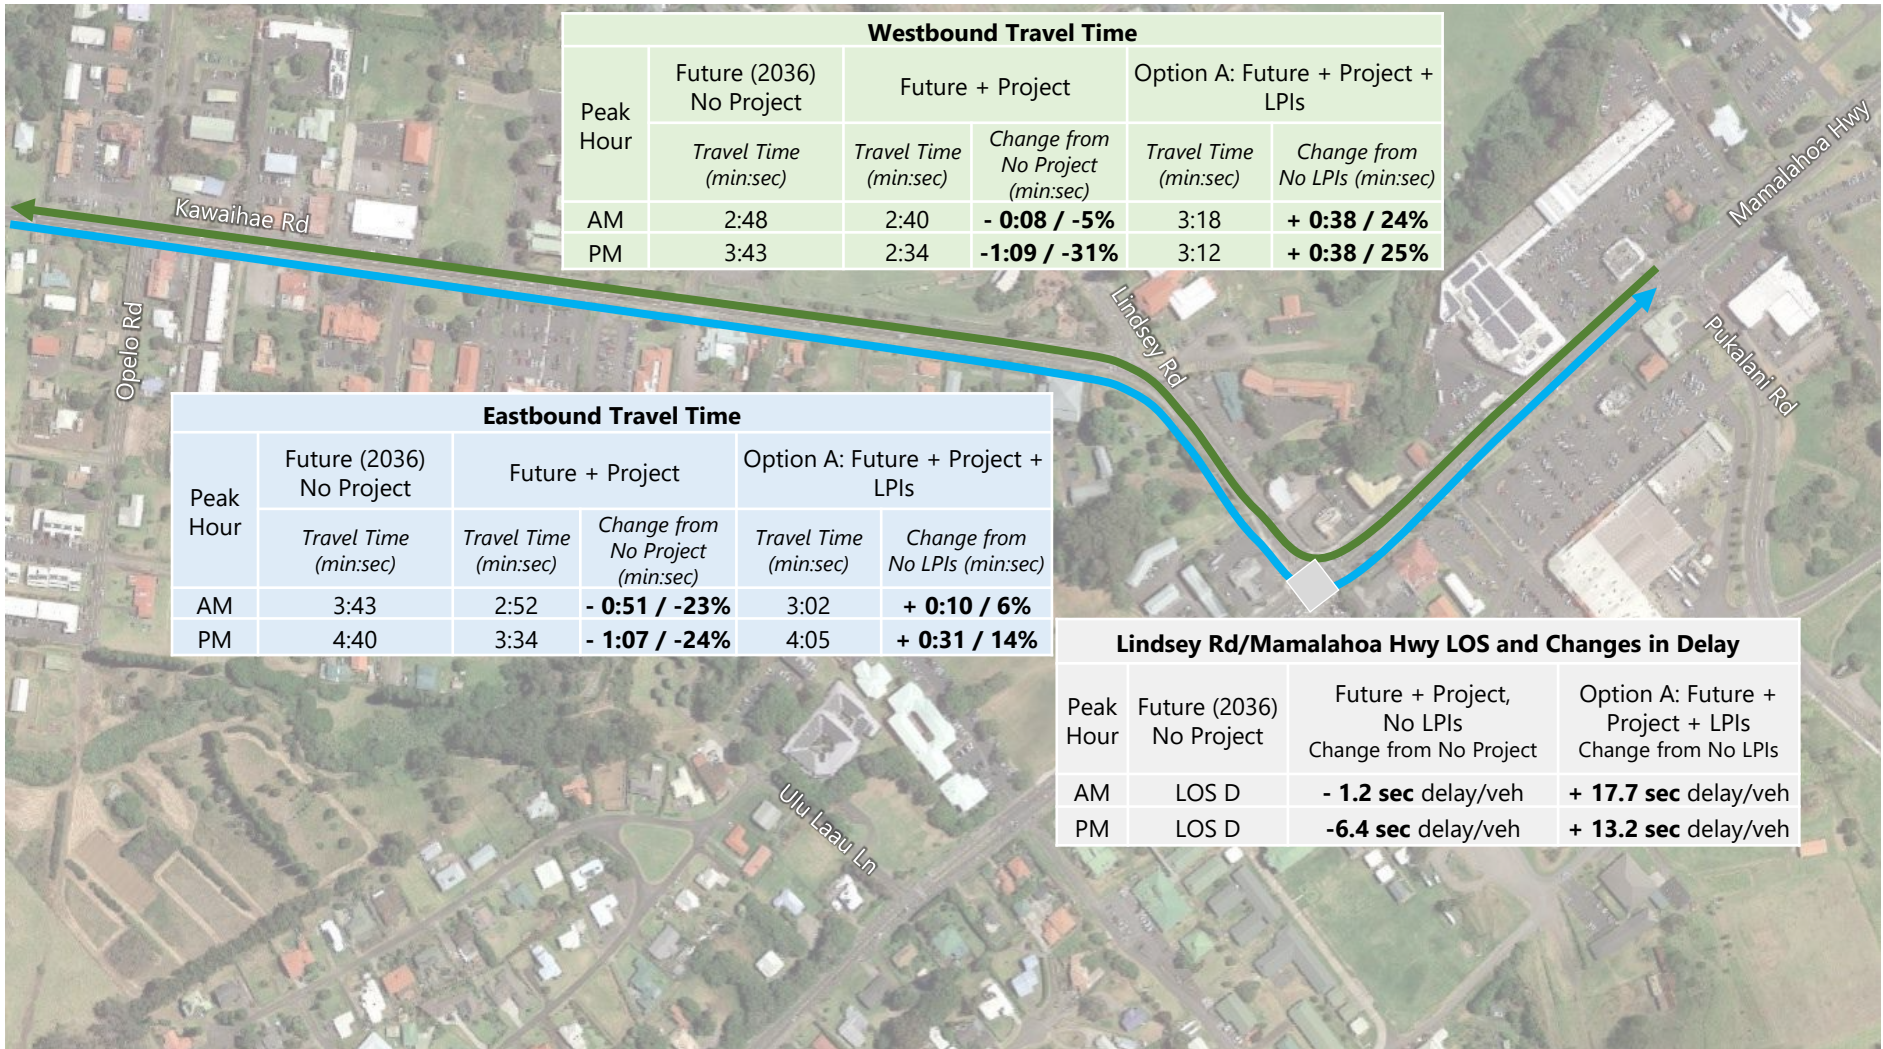 Westbound Travel Time
Peak
Hour
Future (2036)
No Project
Future + Project
Option A: Future + Project +
LPIs
Travel Time
(min:sec)
Travel Time
(min:sec)
Change from
No Project
(min:sec)
Travel Time
(min:sec)
Change from
No LPIs (min:sec)
AM 2:48 2:40 - 0:08 / -5% 3:18 + 0:38 / 24%
PM 3:43 2:34 -1:09 / -31% 3:12 + 0:38 / 25%
Kawaihae Rd
Opelo Rd
Lindsey Rd
Mamalahoa Hwy
Pukalani Rd
Eastbound Travel Time
Peak
Hour
Future (2036)
No Project
Future + Project
Option A: Future + Project +
LPIs
Travel Time
(min:sec)
Travel Time
(min:sec)
Change from
No Project
(min:sec)
Travel Time
(min:sec)
Change from
No LPIs (min:sec)
AM 3:43 2:52 - 0:51 / -23% 3:02 + 0:10 / 6%
PM 4:40 3:34 - 1:07 / -24% 4:05 + 0:31 / 14%
Lindsey Rd/Mamalahoa Hwy LOS and Changes in Delay
Peak
Hour
Future (2036)
No Project
Future + Project,
No LPIs
Change from No Project
Option A: Future +
Project + LPIs
Change from No LPIs
AM LOS D - 1.2 sec delay/veh + 17.7 sec delay/veh
PM LOS D -6.4 sec delay/veh + 13.2 sec delay/veh
Ulu Laau Ln